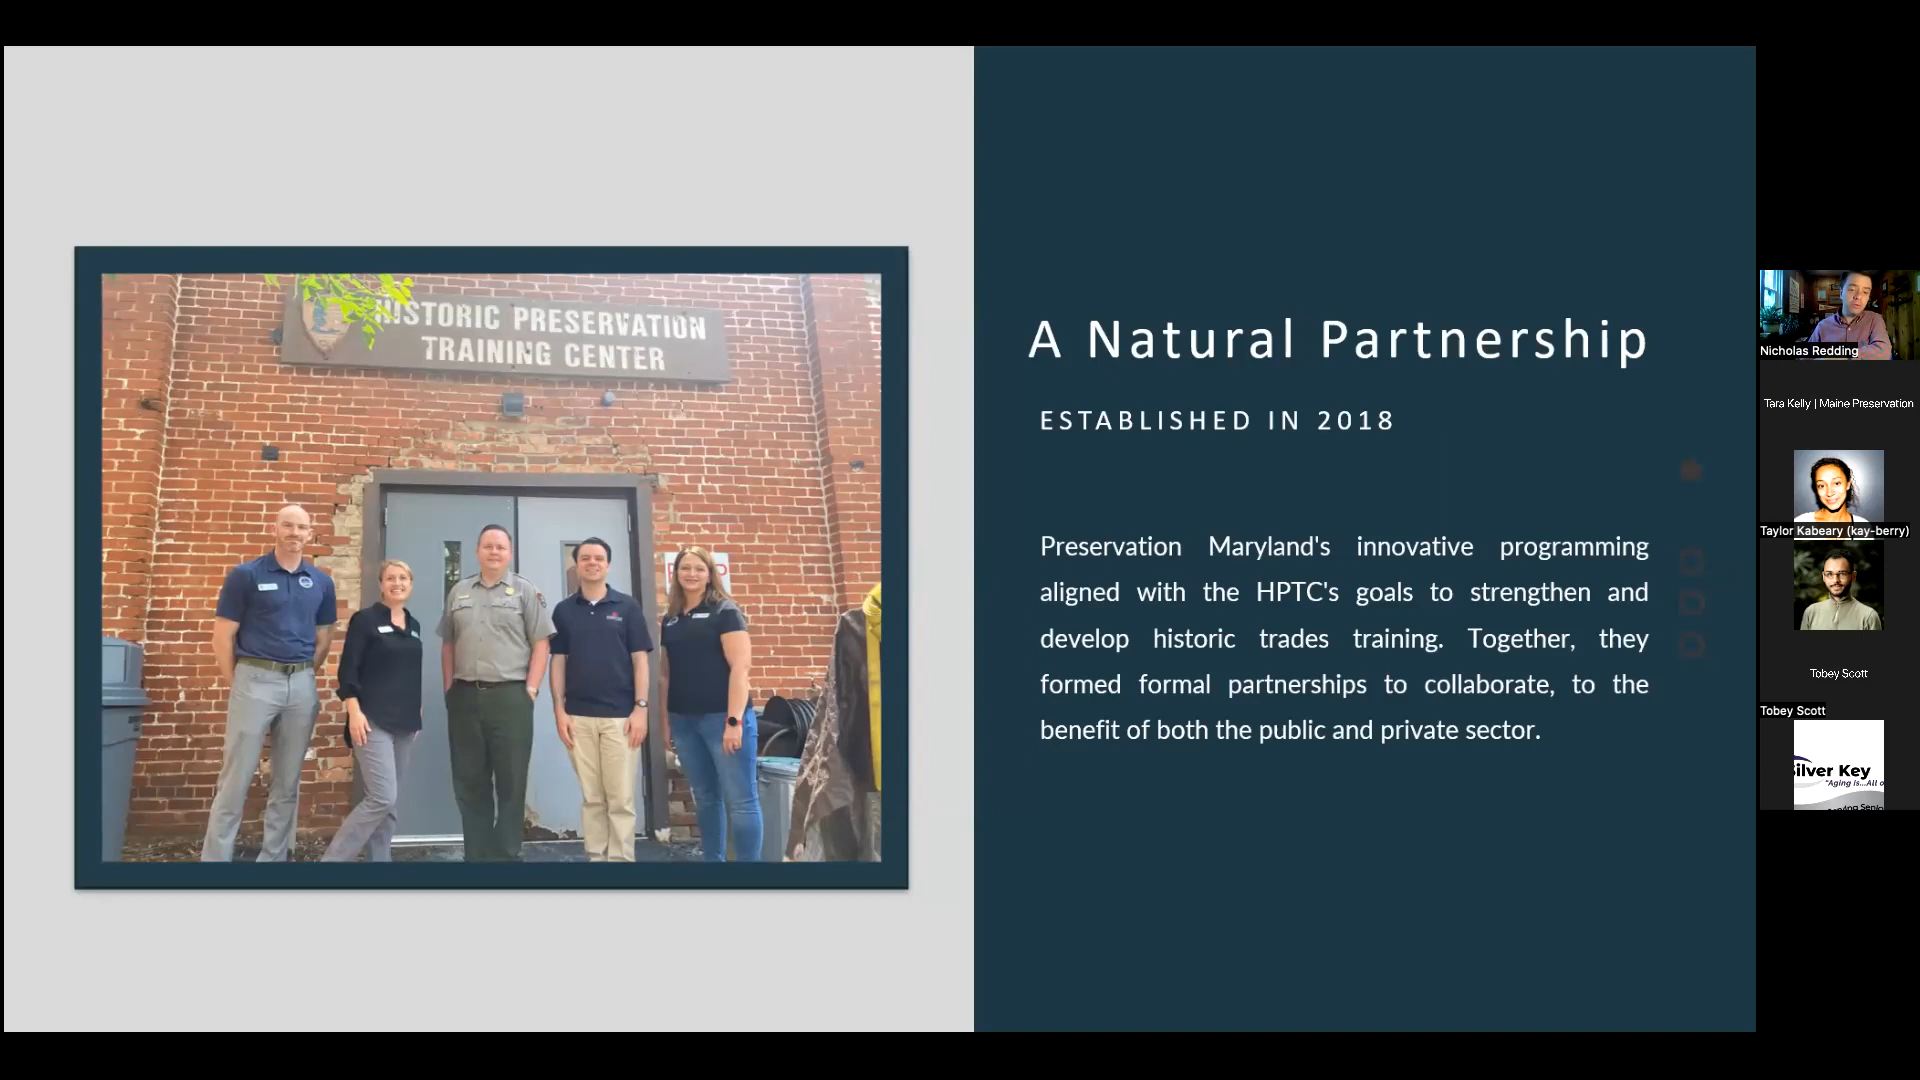 HISTORIC PRESERVATION
TRAINING CENTER
A Natural Partnership
ESTABLISHED IN 2018
Preservation Maryland's innovative programming
aligned with the HPTC's goals to strengthen and
develop historic trades training. Together, they
formed formal partnerships to collaborate, to the
benefit of both the public and private sector.
Nicholas Redding
Tara Kelly | Maine Preservation
Taylor Kabeary (kay-berry)
Tobey Scott
Tobey Scott
Silver Key
"Aging is...All